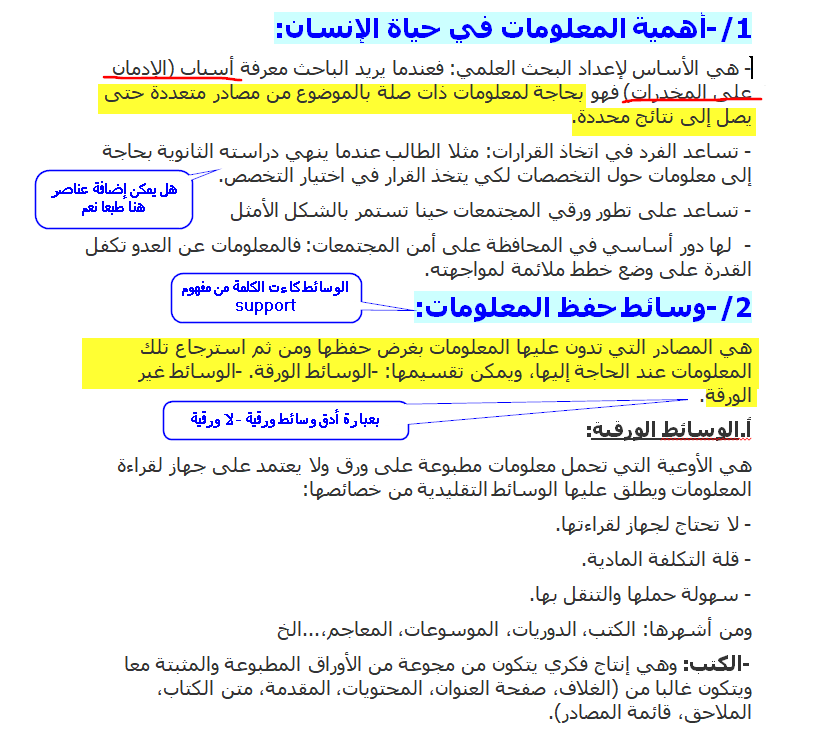 1/-أهمية المعلومات في حياة الإنسان:
- هي الأساس لإعداد البحث العلمي: فعندما يريد الباحث معرفة أسباب (الإدمان
على المخدرات) فهو بحاجة لمعلومات ذات صلة بالموضوع من مصادر متعددة حتى
يصل إلى نتائج محددة.
- تساعد الفرد في اتخاذ القرارات: مثلا الطالب عندما ينهي دراسته الثانوية بحاجة
إلى معلومات حول التخصصات لكي يتخذ القرار في اختيار التخصص.
هل يمكن إضافة عناصر
هنا طبعا نعم
- تساعد على تطور ورقي المجتمعات حينا تستمر بالشكل الأمثل
- لها دور أساسي في المحافظة على أمن المجتمعات: فالمعلومات عن العدو تكفل
القدرة على وضع خطط ملائمة لمواجهته.
الوسائط كاءت الكلمة من مفهوم
support
2/-وسائط حفظ المعلومات:
هي المصادر التي تدون عليها المعلومات بغرض حفظها ومن ثم استرجاع تلك
المعلومات عند الحاجة إليها، ويمكن تقسيمها: -الوسائط الورقة. -الوسائط غير
الورقة.
بعبارة أدق وسائط ورقية -لا ورقية
أ.الوسائط الورقية:
هي الأوعية التي تحمل معلومات مطبوعة على ورق ولا يعتمد على جهاز لقراءة
المعلومات ويطلق عليها الوسائط التقليدية من خصائصها:
- لا تحتاج لجهاز لقراءتها.
- قلة التكلفة المادية.
- سهولة حملها والتنقل بها.
ومن أشهرها: الكتب، الدوريات، الموسوعات، المعاجم،...الخ
-الكتب: وهي إنتاج فكري يتكون من مجوعة من الأوراق المطبوعة والمثبتة معا
ويتكون غالبا من (الغلاف، صفحة العنوان، المحتويات، المقدمة، متن الكتاب،
الملاحق، قائمة المصادر).